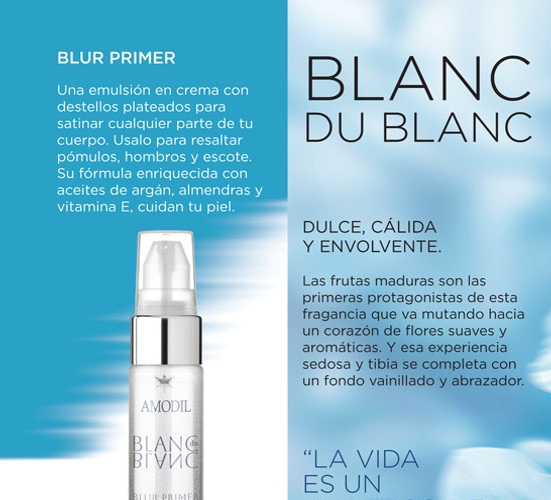 BLUR PRIMER
Una emulsión en crema con
destellos plateados para
satinar cualquier parte de tu
cuerpo. Usalo para resaltar
pómulos, hombros y escote.
Su fórmula enriquecida con
aceites de argán, almendras y
vitamina E, cuidan tu piel.
AMODIL
BLANC du
BLANC
BLUR PRIMER
BLANC
DU BLANC
DULCE, CÁLIDA
Y ENVOLVENTE.
Las frutas maduras son las
primeras protagonistas de esta
fragancia que va mutando hacia
un corazón de flores suaves y
aromáticas. Y esa experiencia
sedosa y tibia se completa con
un fondo vainillado y abrazador.
“LA VIDA
ES UN